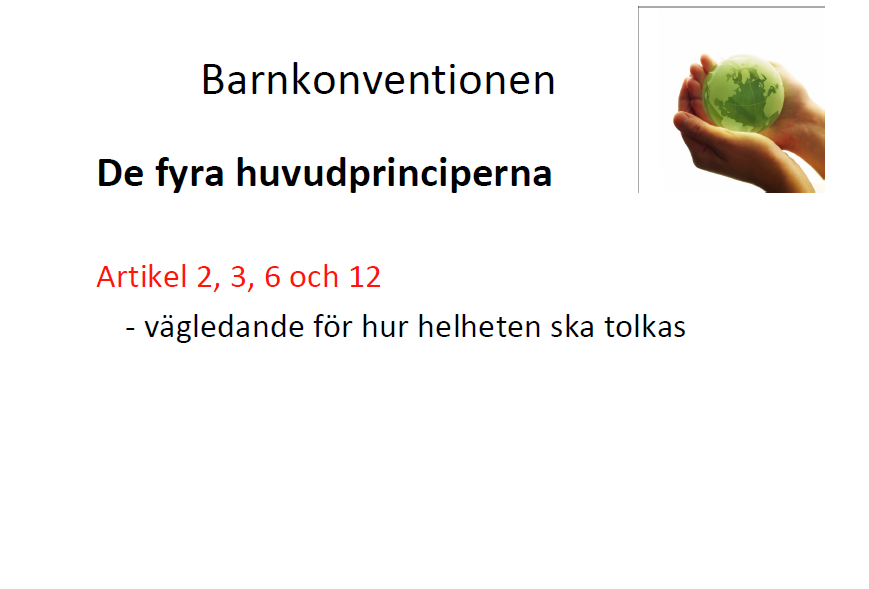 Barnkonventionen
De fyra huvudprinciperna
Artikel 2, 3, 6 och 12
- vägledande för hur helheten ska tolkas